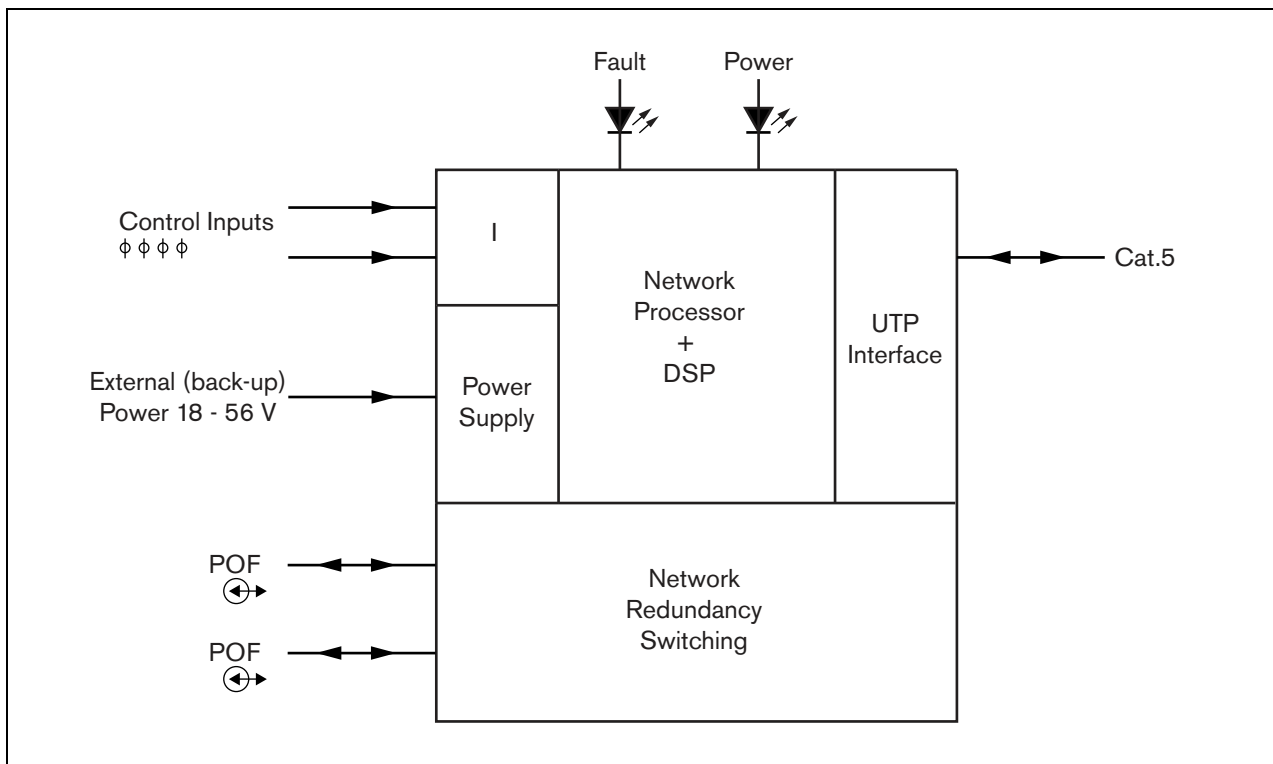 Fault
Power
Control Inputs
I
Network
Processor
+
DSP
UTP
Interface
Cat.5
External (back-up)
Power 18 - 56 V
Power
Supply
POF
POF
Network
Redundancy
Switching